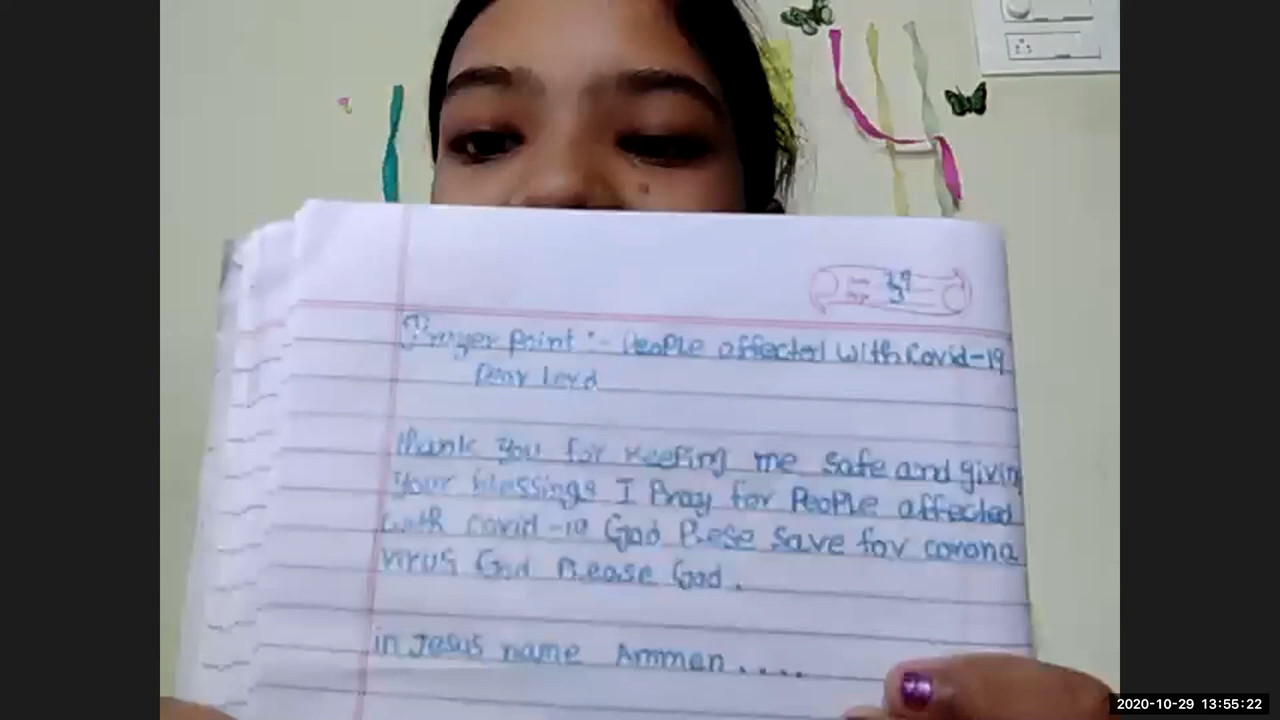 Prayer Point :- People affected with Covid-19
Dear lord
thank you for keeping me safe and givin
your blessings I Pray for People affected
with covid-19 God Plese save for corona
virus God Please God.
in Jesus name Ammen....
2020-10-29 13:55:22